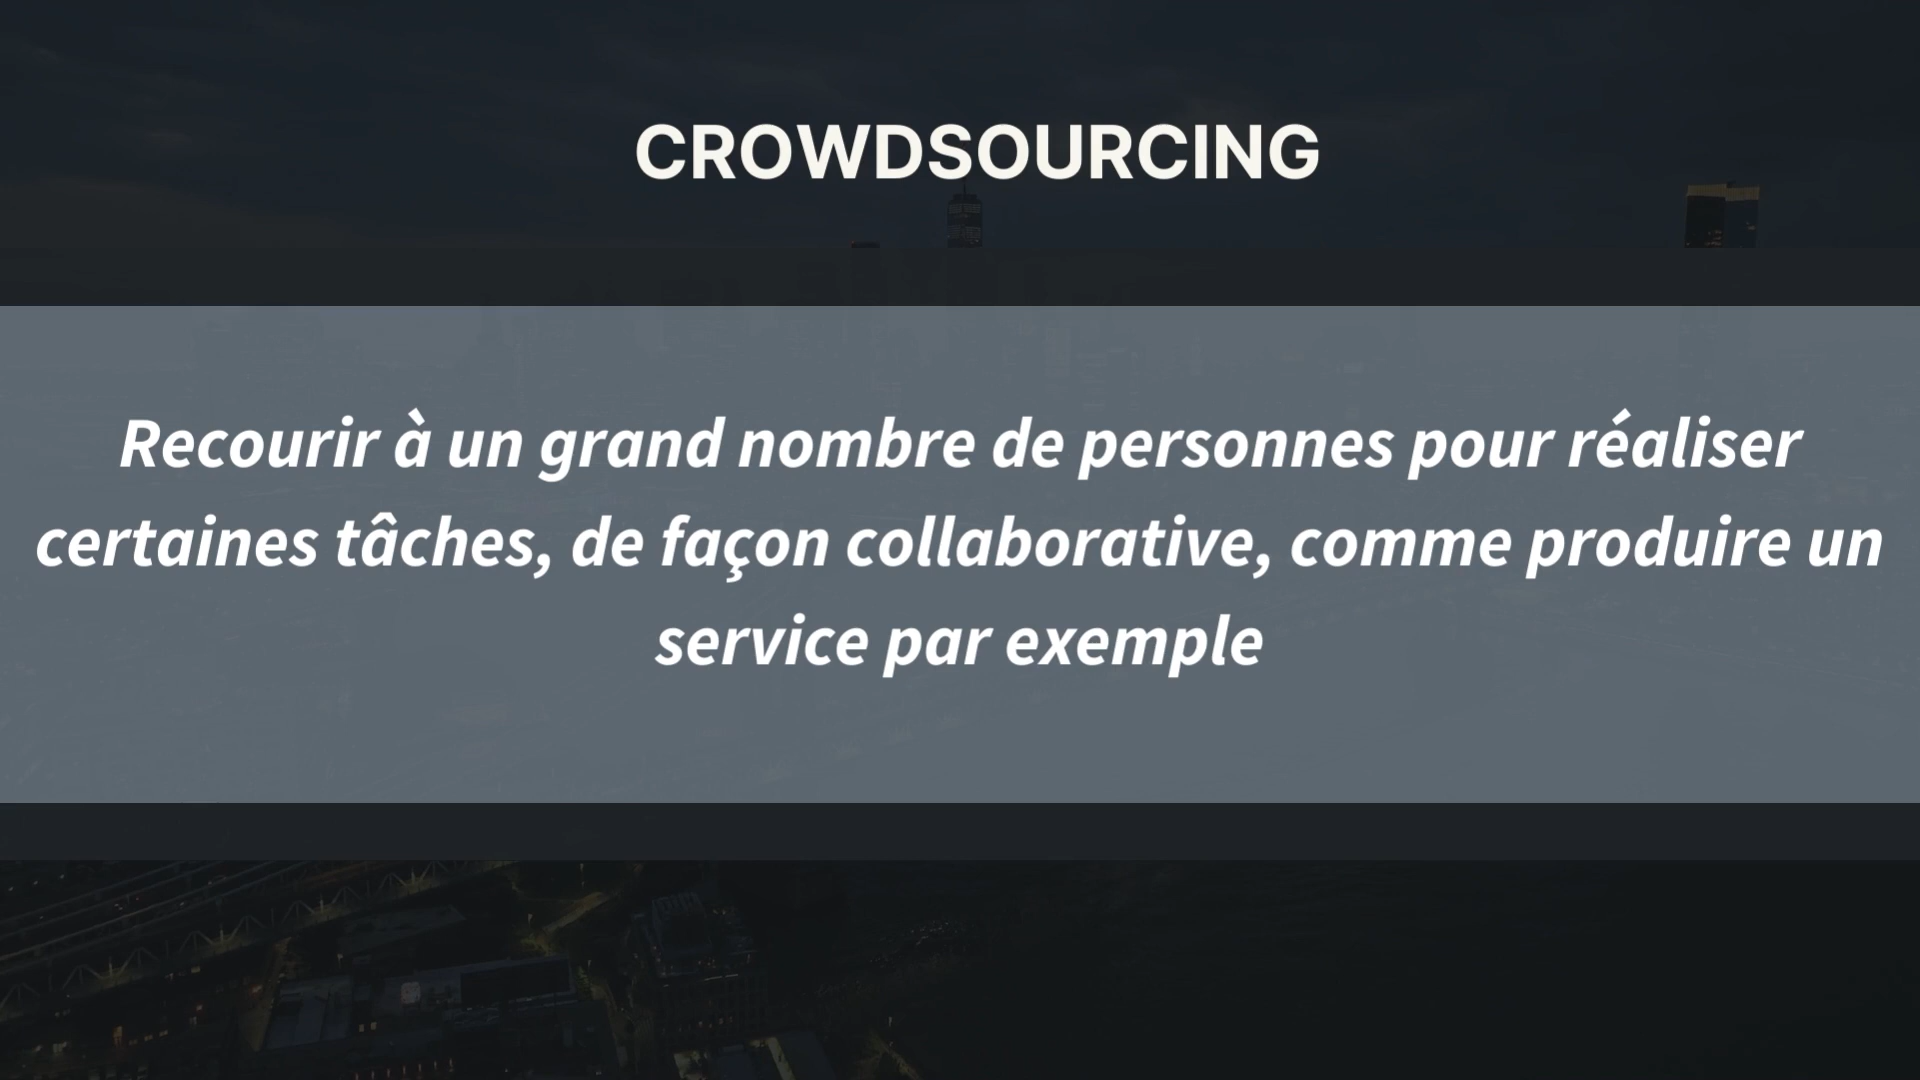 CROWDSOURCING
Recourir à un grand nombre de personnes pour réaliser
certaines tâches, de façon collaborative, comme produire un
service par exemple